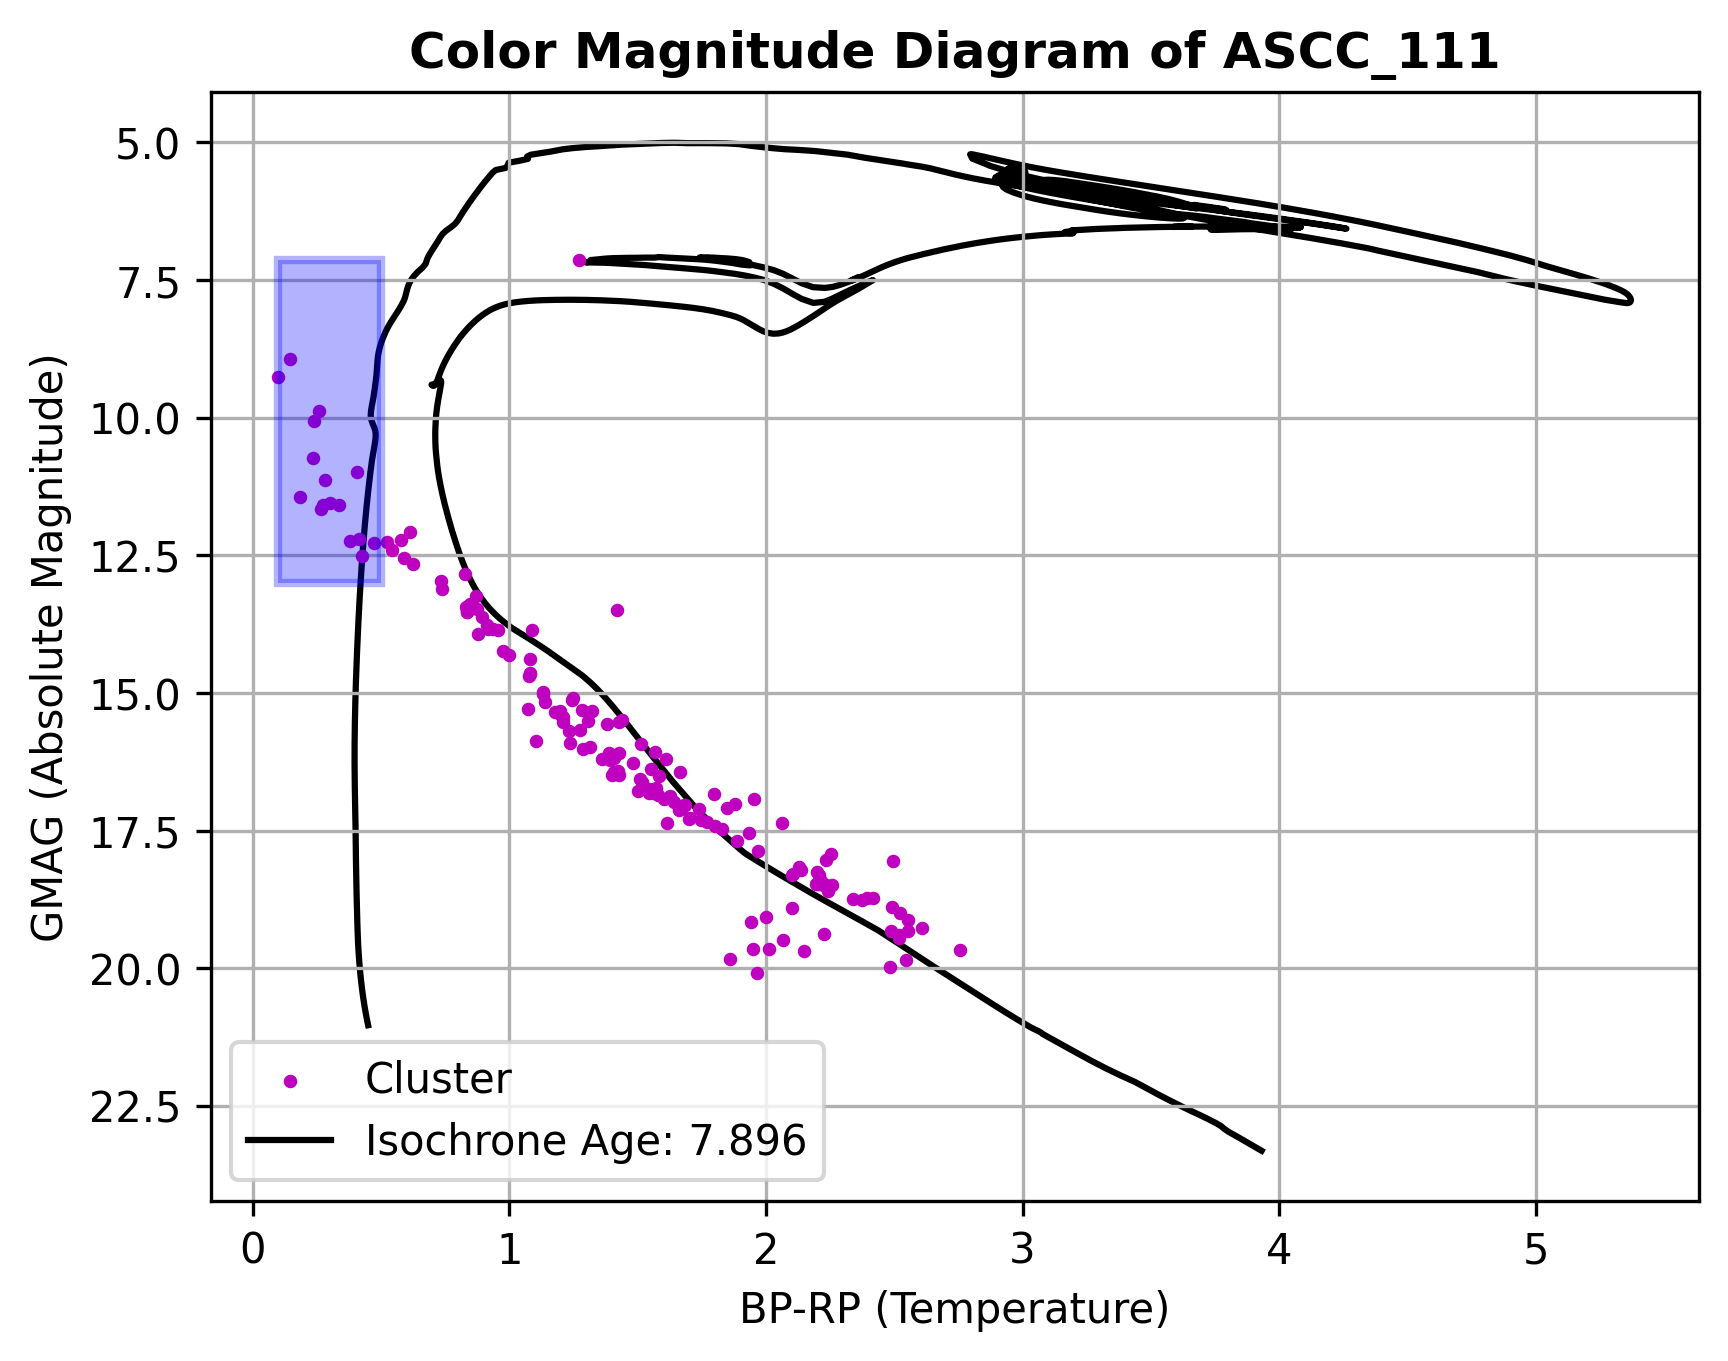 Color Magnitude Diagram of ASCC_111
GMAG (Absolute Magnitude)
5.0
7.5
10.0
12.5
15.0
17.5
20.0
22.5
Cluster
Isochrone Age: 7.896
0 1 2 3 4 5
BP-RP (Temperature)